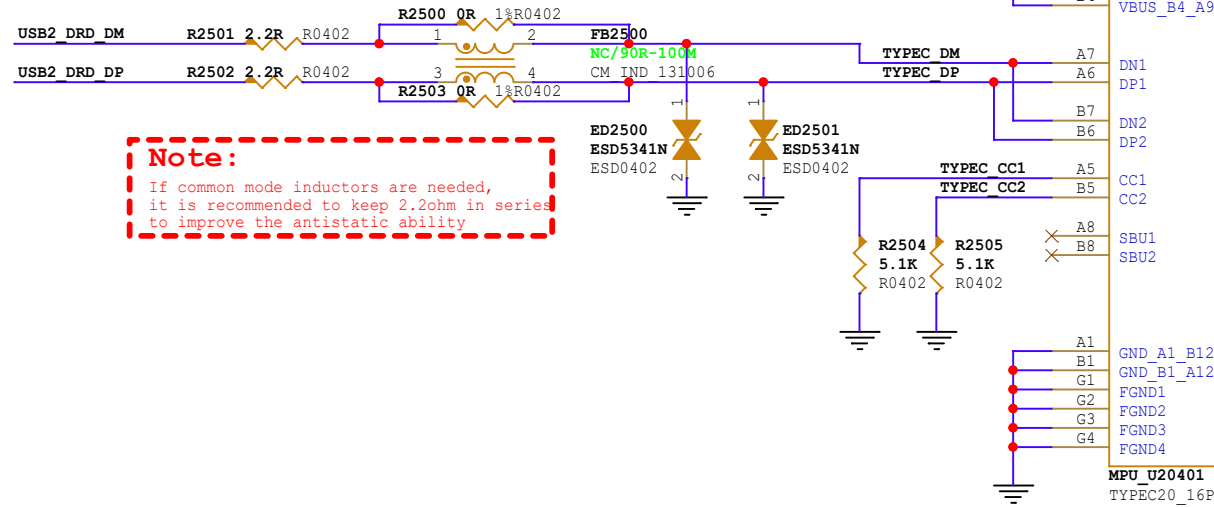 VBUS_B4_A9
R2500 0R 1%R0402
USB2_DRD_DM R2501 2.2R R0402 1 2 FB2500
NC/90R-100M
TYPEC_DM A7 DN1
USB2_DRD_DP R2502 2.2R R0402 3 4 CM_IND_131006 TYPEC_DP A6 DP1
R2503 0R 1%R0402
B7 DN2
B6 DP2
1 1
ED2500 ED2501
ESD5341N ESD5341N
ESD0402 ESD0402
2 2
Note:
If common mode inductors are needed,
it is recommended to keep 2.2ohm in series
to improve the antistatic ability
TYPEC_CC1 A5 CC1
TYPEC_CC2 B5 CC2
A8 SBU1
B8 SBU2
R2504 R2505
5.1K 5.1K
R0402 R0402
A1 GND_A1_B12
B1 GND_B1_A12
G1 FGND1
G2 FGND2
G3 FGND3
G4 FGND4
MPU_U20401
TYPEC20_16P